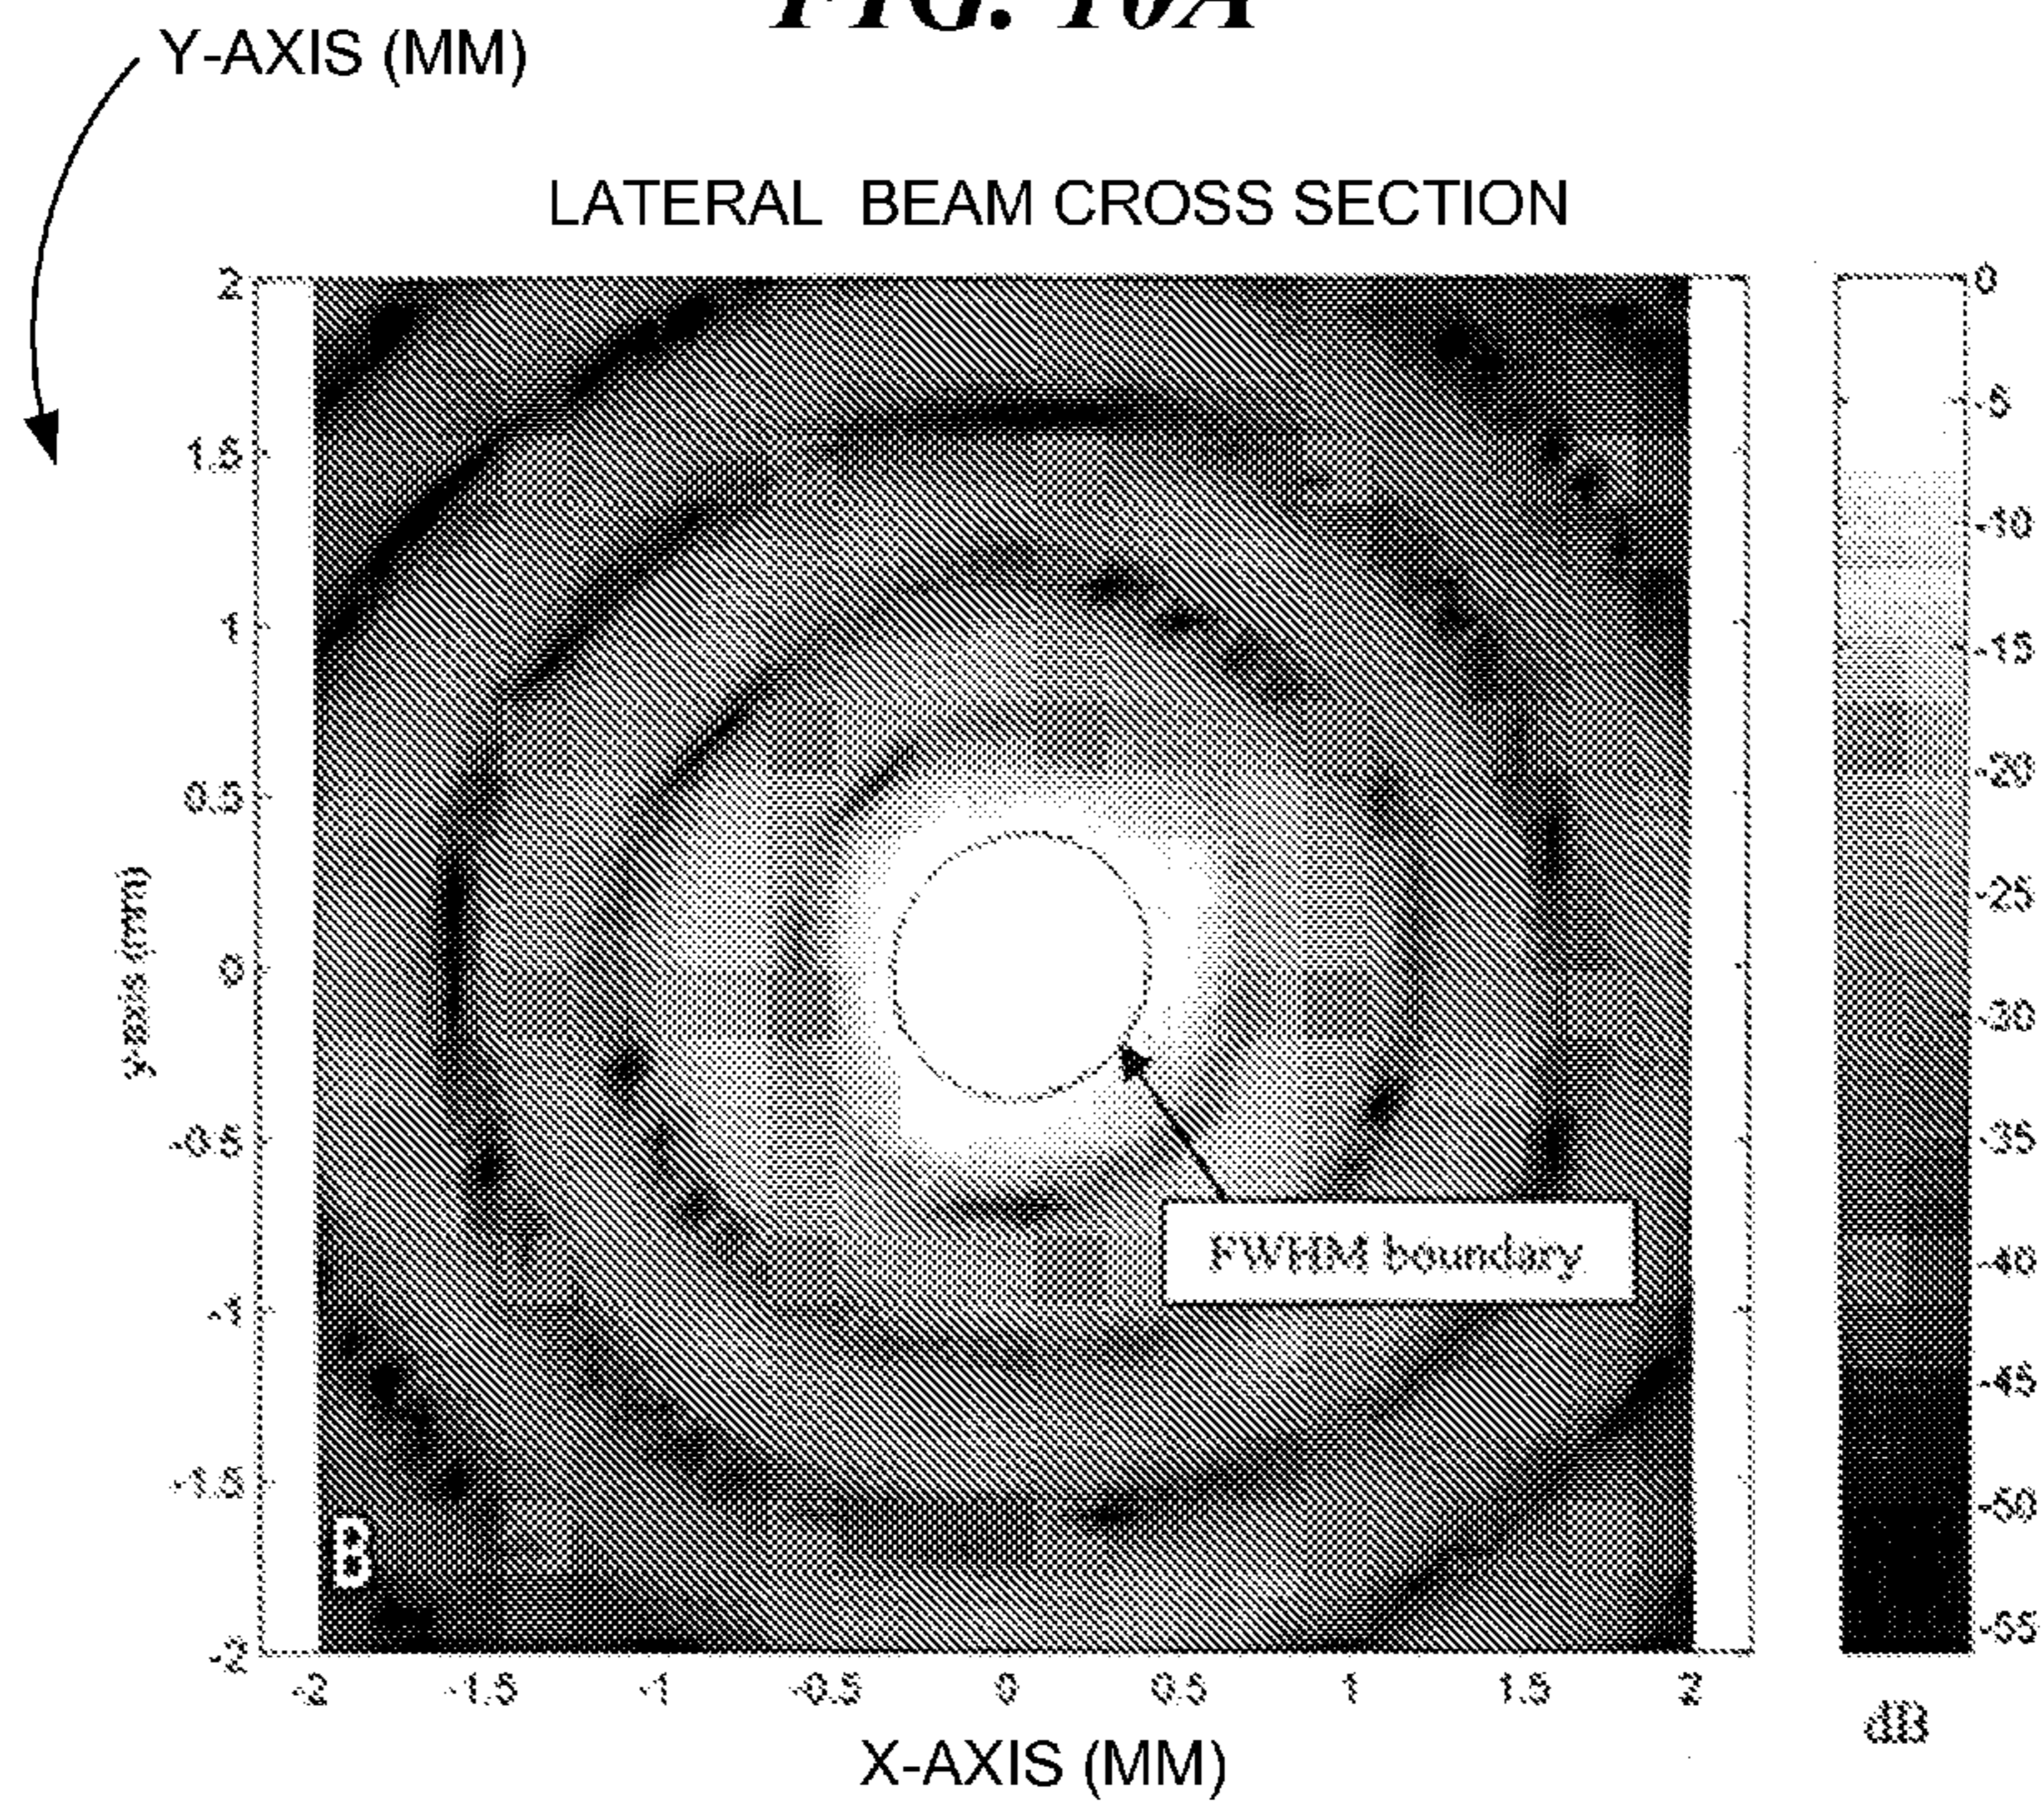 FIG. 10A
Y-AXIS (MM)
LATERAL BEAM CROSS SECTION
2
1.5
1
0.5
0
-0.5
-1
-1.5
-2
y-axis (mm)
B
FWHM boundary
-2 -1.5 -1 -0.5 0 0.5 1 1.5 2
X-AXIS (MM)
0
-5
-10
-15
-20
-25
-30
-35
-40
-45
-50
-55
dB